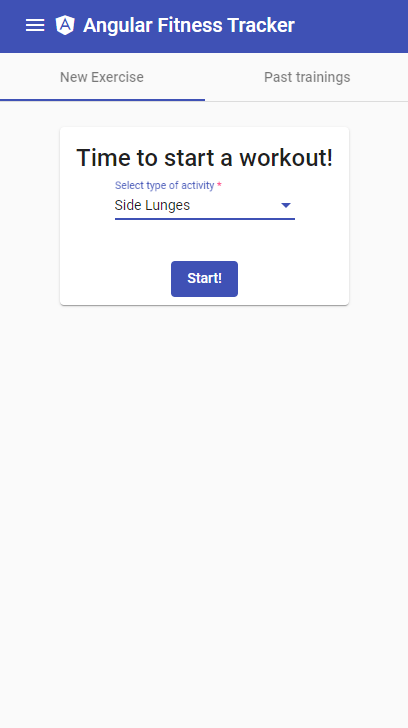 Angular Fitness Tracker
New Exercise
Past trainings
Time to start a workout!
Select type of activity *
Side Lunges
Start!